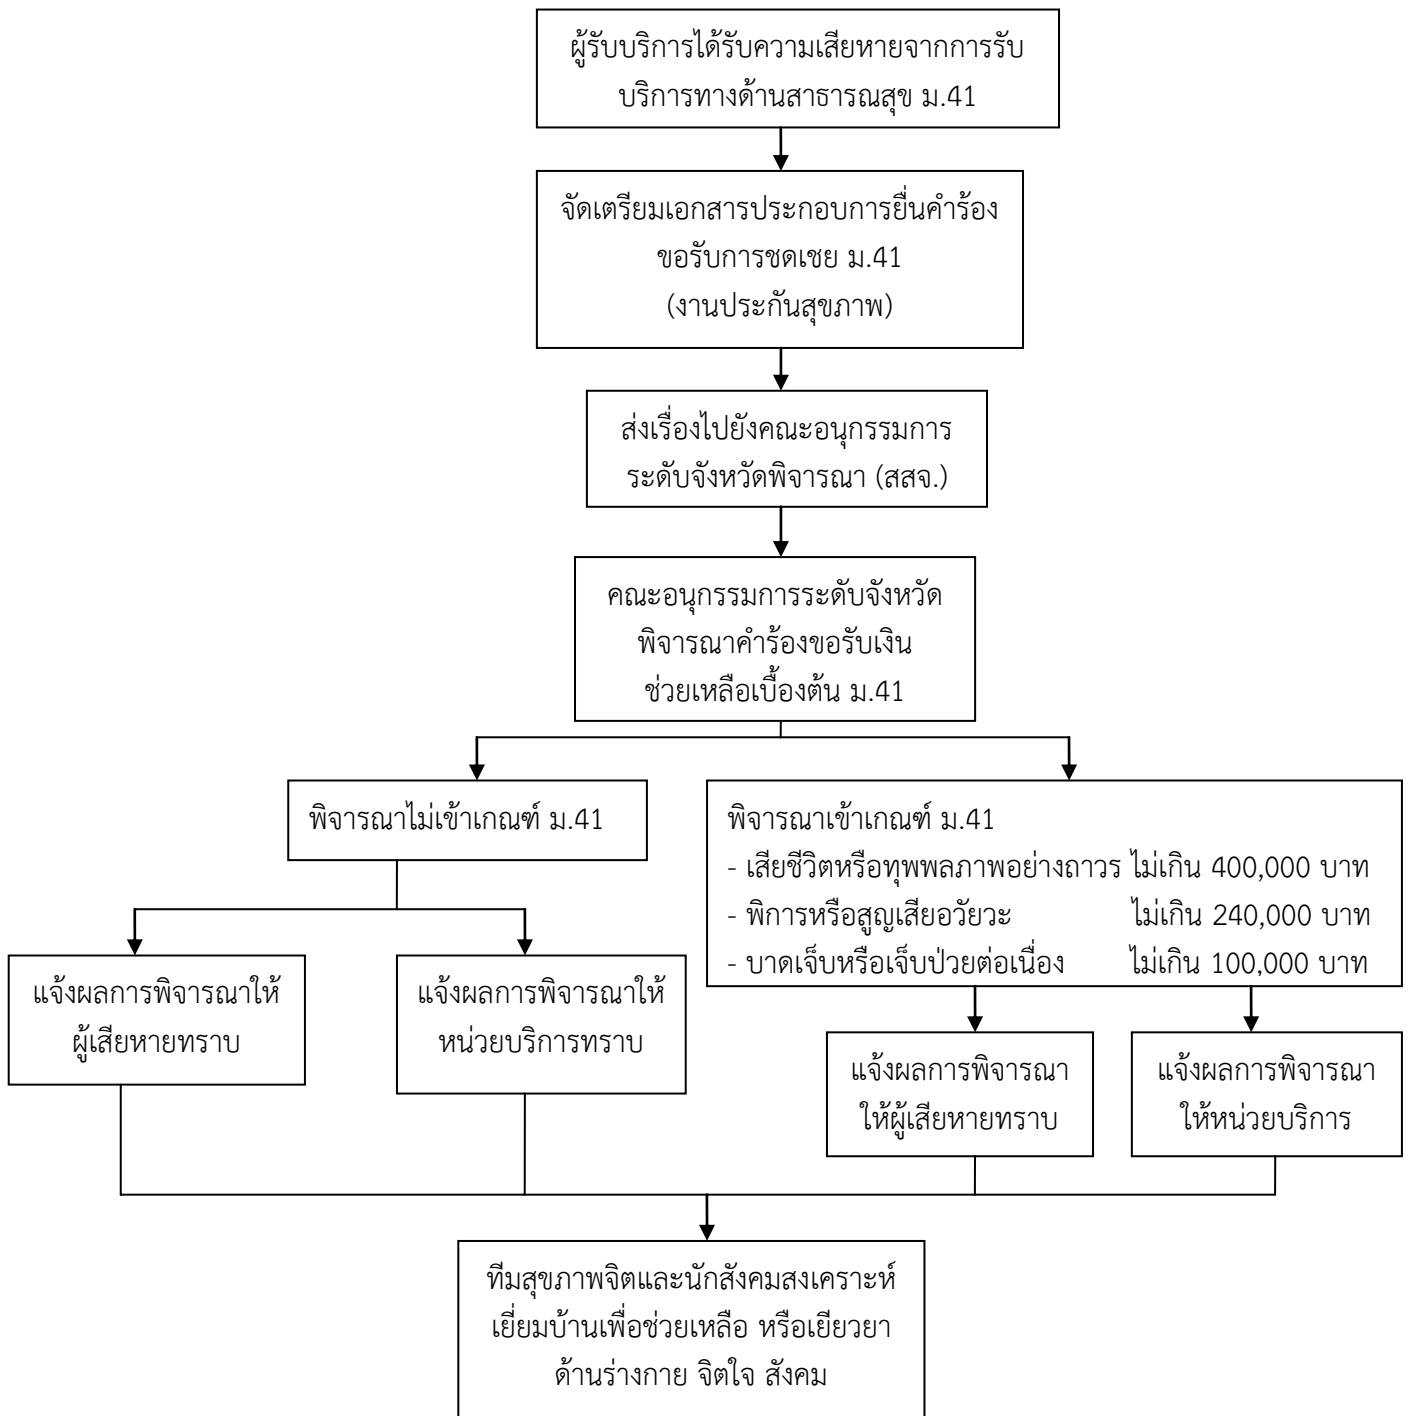 ผู้รับบริการได้รับความเสียหายจากการรับ
บริการทางด้านสาธารณสุข ม.41
จัดเตรียมเอกสารประกอบการยื่นคำร้อง
ขอรับการชดเชย ม.41
(งานประกันสุขภาพ)
ส่งเรื่องไปยังคณะอนุกรรมการ
ระดับจังหวัดพิจารณา (สสจ.)
คณะอนุกรรมการระดับจังหวัด
พิจารณาคำร้องขอรับเงิน
ช่วยเหลือเบื้องต้น ม.41
พิจารณาไม่เข้าเกณฑ์ ม.41
พิจารณาเข้าเกณฑ์ ม.41
- เสียชีวิตหรือทุพพลภาพอย่างถาวร ไม่เกิน 400,000 บาท
- พิการหรือสูญเสียอวัยวะ ไม่เกิน 240,000 บาท
- บาดเจ็บหรือเจ็บป่วยต่อเนื่อง ไม่เกิน 100,000 บาท
แจ้งผลการพิจารณาให้
ผู้เสียหายทราบ
แจ้งผลการพิจารณาให้
หน่วยบริการทราบ
แจ้งผลการพิจารณา
ให้ผู้เสียหายทราบ
แจ้งผลการพิจารณา
ให้หน่วยบริการ
ทีมสุขภาพจิตและนักสังคมสงเคราะห์
เยี่ยมบ้านเพื่อช่วยเหลือ หรือเยียวยา
ด้านร่างกาย จิตใจ สังคม